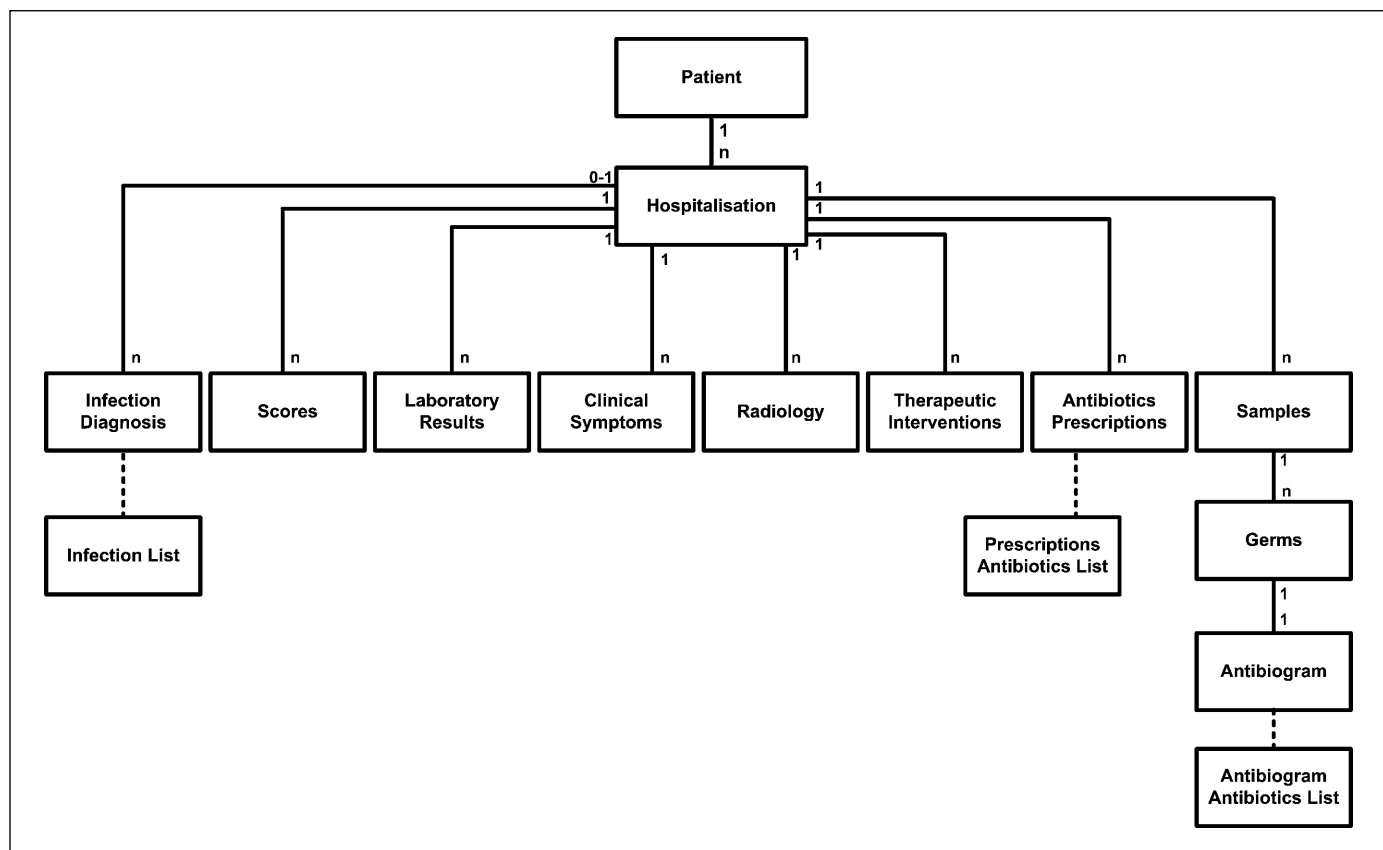 Patient
1
n
0-1
1
1
Hospitalisation
1
1
1
1
1
n
n
n
n
n
n
n
n
Infection
Diagnosis
Scores
Laboratory
Results
Clinical
Symptoms
Radiology
Therapeutic
Interventions
Antibiotics
Prescriptions
Samples
1
n
Infection List
Prescriptions
Antibiotics List
Germs
1
1
Antibiogram
Antibiogram
Antibiotics List